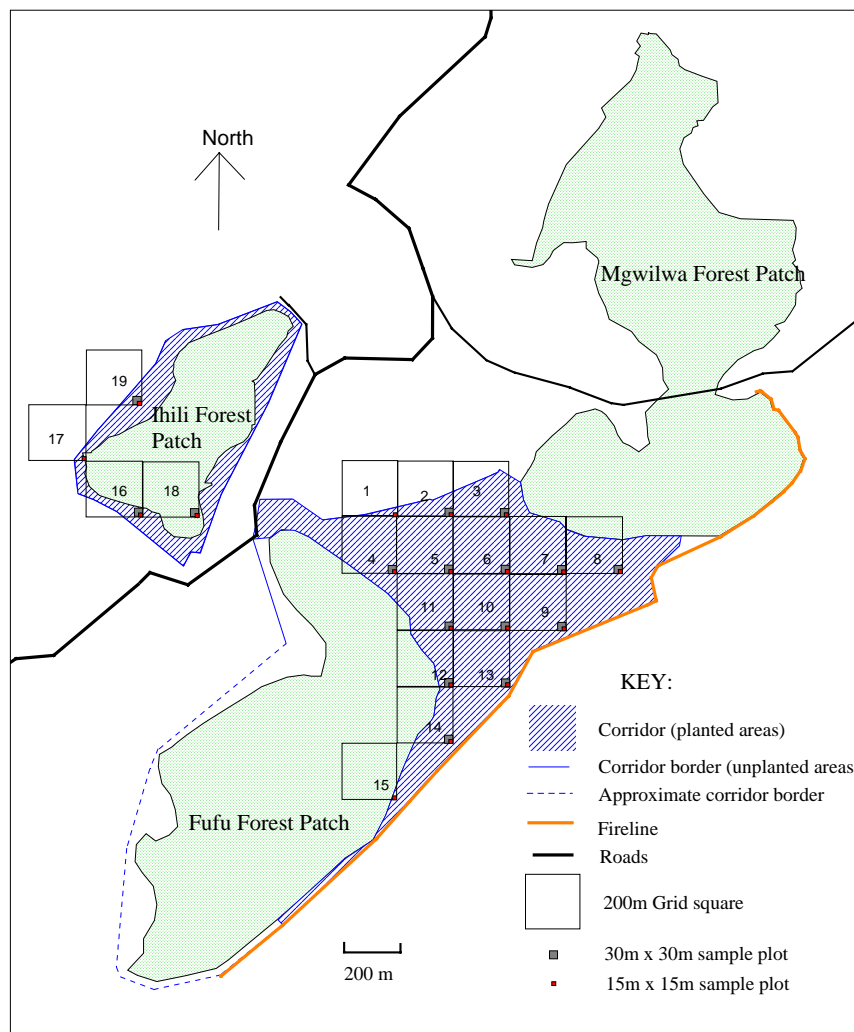 North
Mgwilwa Forest Patch
19
Ihili Forest
Patch
17
16
18
1
2
3
4
5
6
7
8
11
10
9
12
13
14
15
Fufu Forest Patch
200 m
KEY:
Corridor (planted areas)
Corridor border (unplanted areas
Approximate corridor border
Fireline
Roads
200m Grid square
30m x 30m sample plot
15m x 15m sample plot